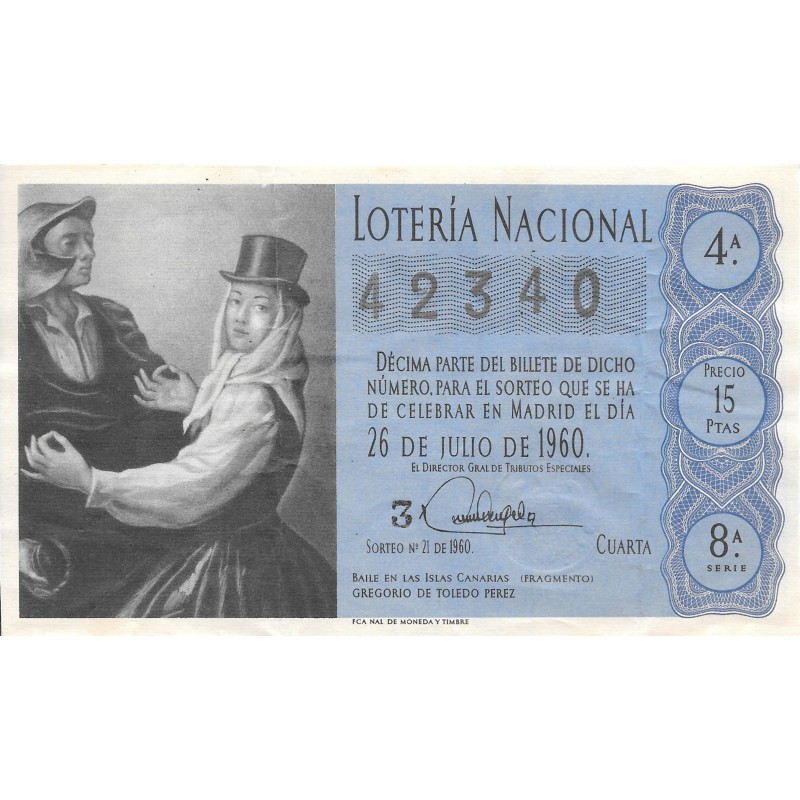 LOTERÍA NACIONAL
42340
DÉCIMA PARTE DEL BILLETE DE DICHO
NÚMERO, PARA EL SORTEO QUE SE HA
DE CELEBRAR EN MADRID EL DÍA
26 DE JULIO DE 1960.
EL DIRECTOR GRAL DE TRIBUTOS ESPECIALES
3
SORTEO Nº 21 DE 1960.
CUARTA
BAILE EN LAS ISLAS CANARIAS (FRAGMENTO)
GREGORIO DE TOLEDO PEREZ
FCA NAL DE MONEDA Y TIMBRE
4.ª
PRECIO
15
PTAS
8.ª
SERIE